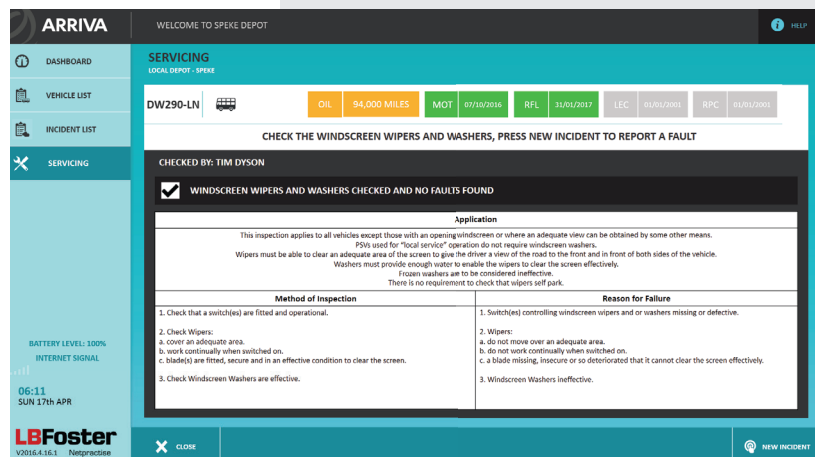 ARRIVA
WELCOME TO SPEKE DEPOT
i HELP
DASHBOARD
VEHICLE LIST
INCIDENT LIST
SERVICING
SERVICING
LOCAL DEPOT - SPEKE
DW290-LN
OIL 94,000 MILES
MOT 07/10/2016
RFL 31/01/2017
LEC 01/01/2001
RPC 01/01/2001
CHECK THE WINDSCREEN WIPERS AND WASHERS, PRESS NEW INCIDENT TO REPORT A FAULT
CHECKED BY: TIM DYSON
WINDSCREEN WIPERS AND WASHERS CHECKED AND NO FAULTS FOUND
Application
This inspection applies to all vehicles except those with an opening windscreen or where an adequate view can be obtained by some other means.
PSVs used for "local service" operation do not require windscreen washers.
Wipers must be able to clear an adequate area of the screen to give the driver a view of the road to the front and in front of both sides of the vehicle.
Washers must provide enough water to enable the wipers to clear the screen effectively.
Frozen washers are to be considered ineffective.
There is no requirement to check that wipers self park.
Method of Inspection
1. Check that a switch(es) are fitted and operational.
2. Check Wipers:
a. cover an adequate area.
b. work continually when switched on.
c. blade(s) are fitted, secure and in an effective condition to clear the screen.
3. Check Windscreen Washers are effective.
Reason for Failure
1. Switch(es) controlling windscreen wipers and or washers missing or defective.
2. Wipers:
a. do not move over an adequate area.
b. do not work continually when switched on.
c. a blade missing, insecure or so deteriorated that it cannot clear the screen effectively.
3. Windscreen Washers ineffective.
BATTERY LEVEL: 100%
INTERNET SIGNAL
06:11
SUN 17th APR
LBFoster
V2016.4.16.1 Netpractise
CLOSE
NEW INCIDENT